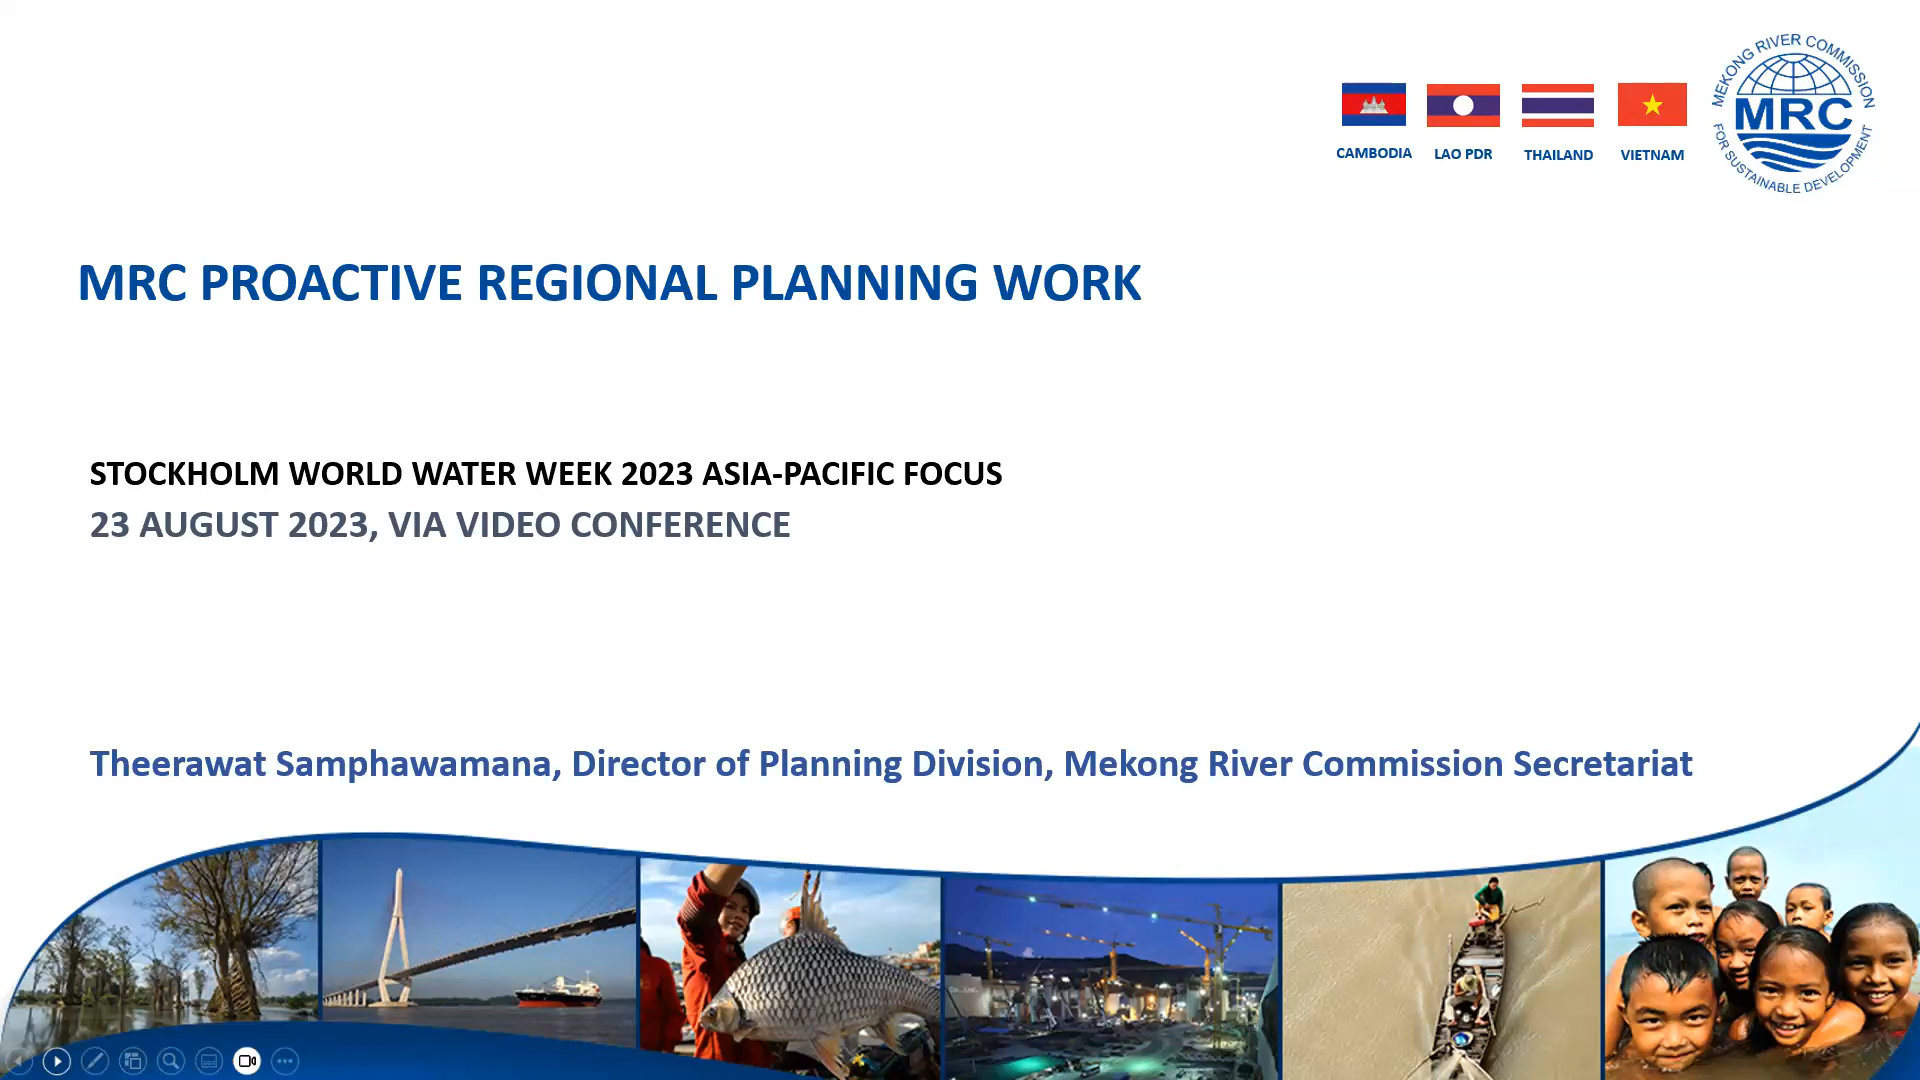 CAMBODIA
LAO PDR
THAILAND
VIETNAM
MEKONG RIVER COMMISSION
MRC
FOR SUSTAINABLE DEVELOPMENT
MRC PROACTIVE REGIONAL PLANNING WORK
STOCKHOLM WORLD WATER WEEK 2023 ASIA-PACIFIC FOCUS
23 AUGUST 2023, VIA VIDEO CONFERENCE
Theerawat Samphawamana, Director of Planning Division, Mekong River Commission Secretariat